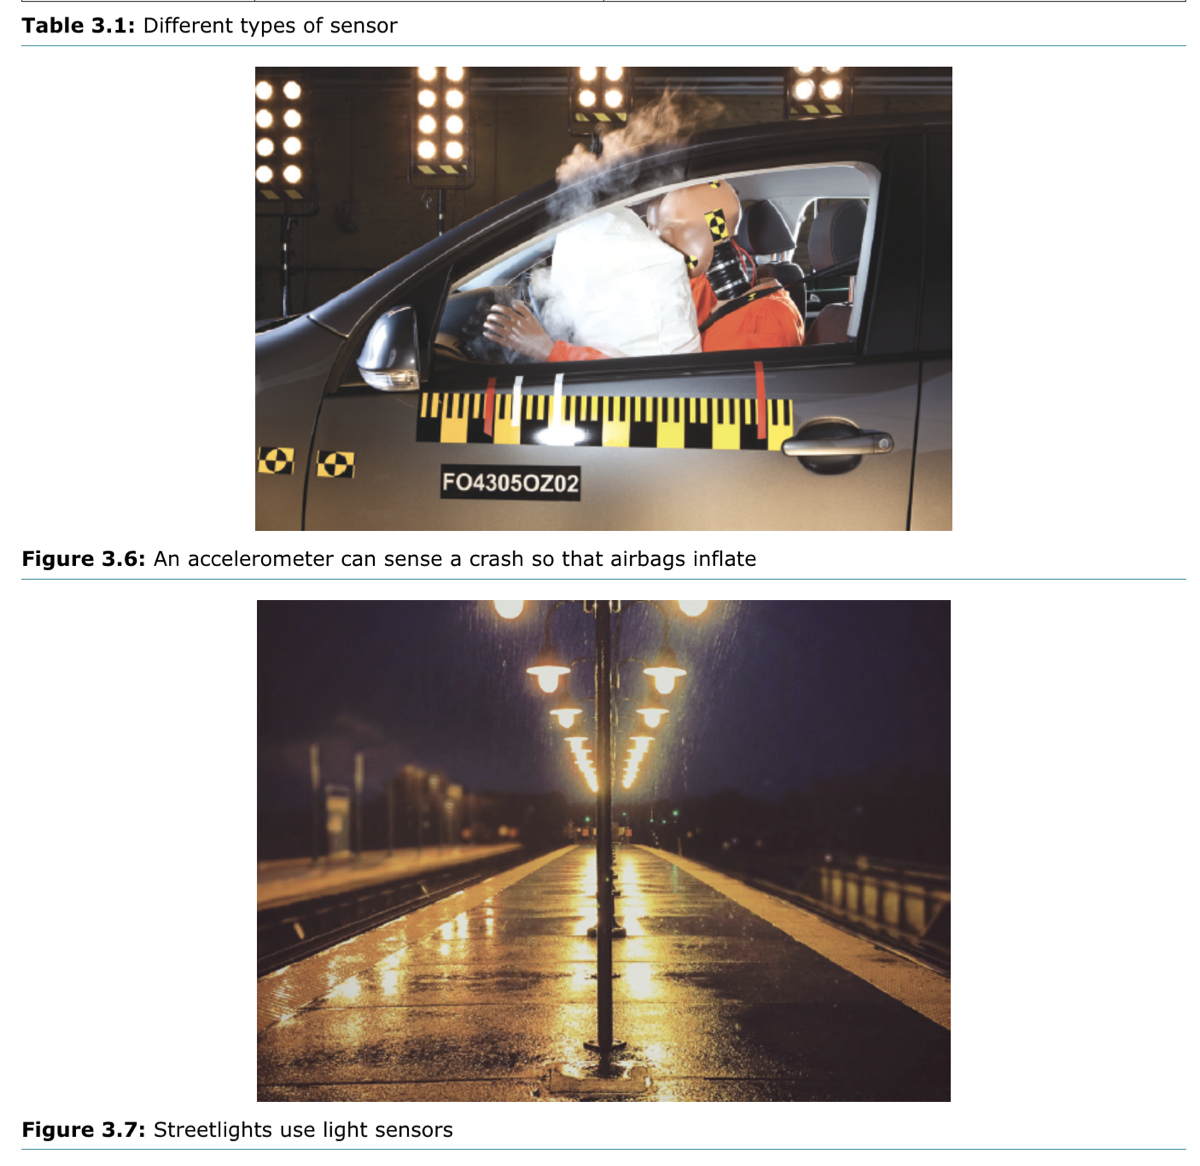 Table 3.1: Different types of sensor
FO4305OZ02
Figure 3.6: An accelerometer can sense a crash so that airbags inflate
Figure 3.7: Streetlights use light sensors